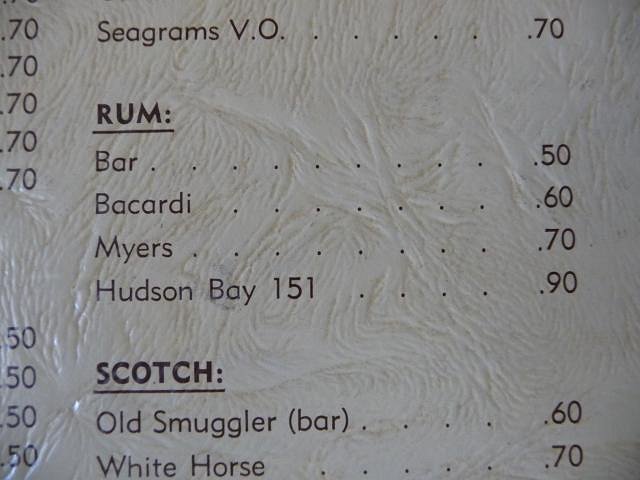 .70
Seagrams V.O. . . . . . .70
.70
.70
.70
.70
RUM:
Bar . . . . . . . . . .50
Bacardi . . . . . . . .60
Myers . . . . . . . . .70
Hudson Bay 151 . . . . .90
.50
.50
.50
.50
SCOTCH:
Old Smuggler (bar) . . . . .60
White Horse . . . . . .70